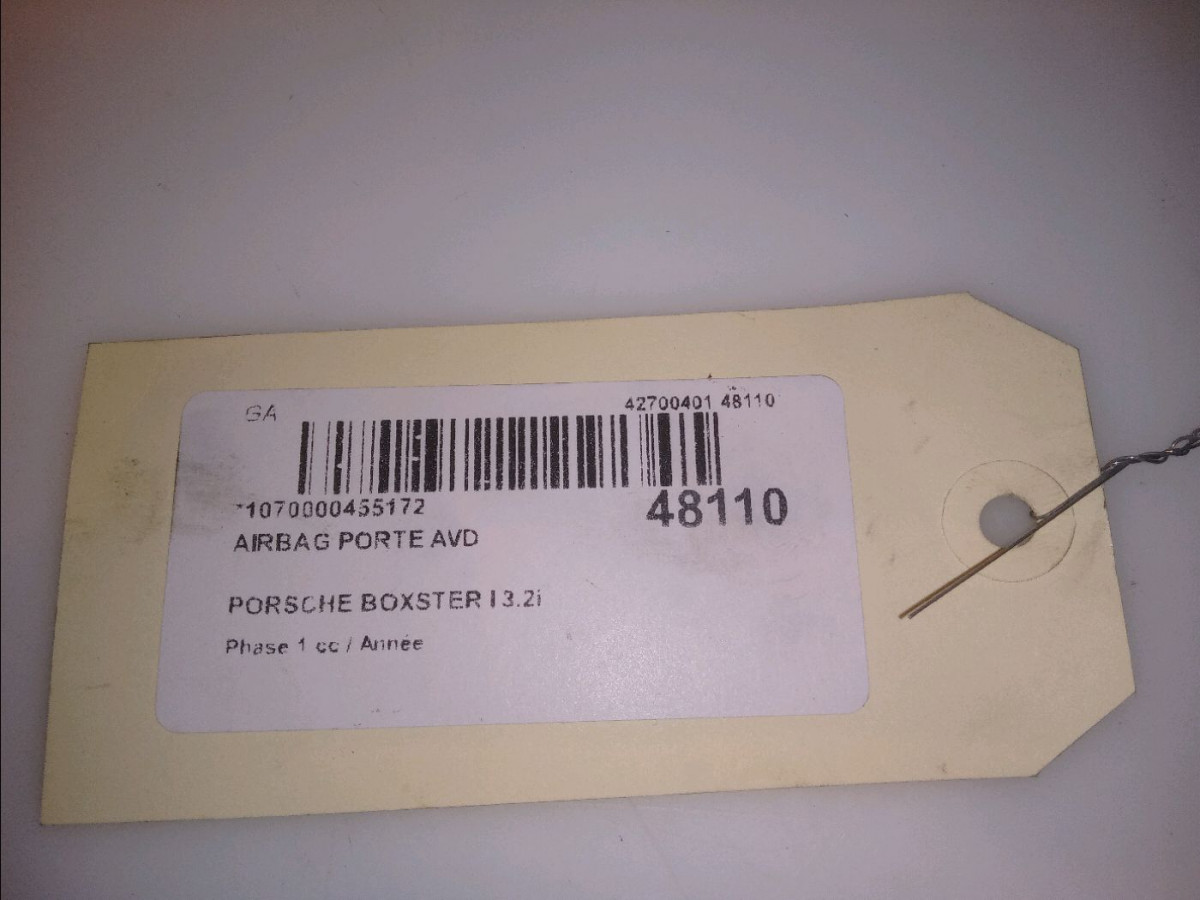 GA 42700401 48110
*1070000455172 48110
AIRBAG PORTE AVD
PORSCHE BOXSTER I 3.2i
Phase 1 cc / Année